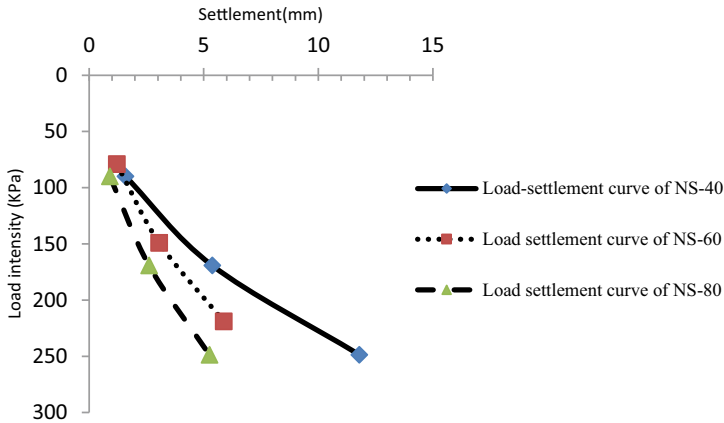 Settlement(mm)
0 5 10 15
0
50
100
150
200
250
300
Load intensity (KPa)
Load-settlement curve of NS-40
Load settlement curve of NS-60
Load settlement curve of NS-80